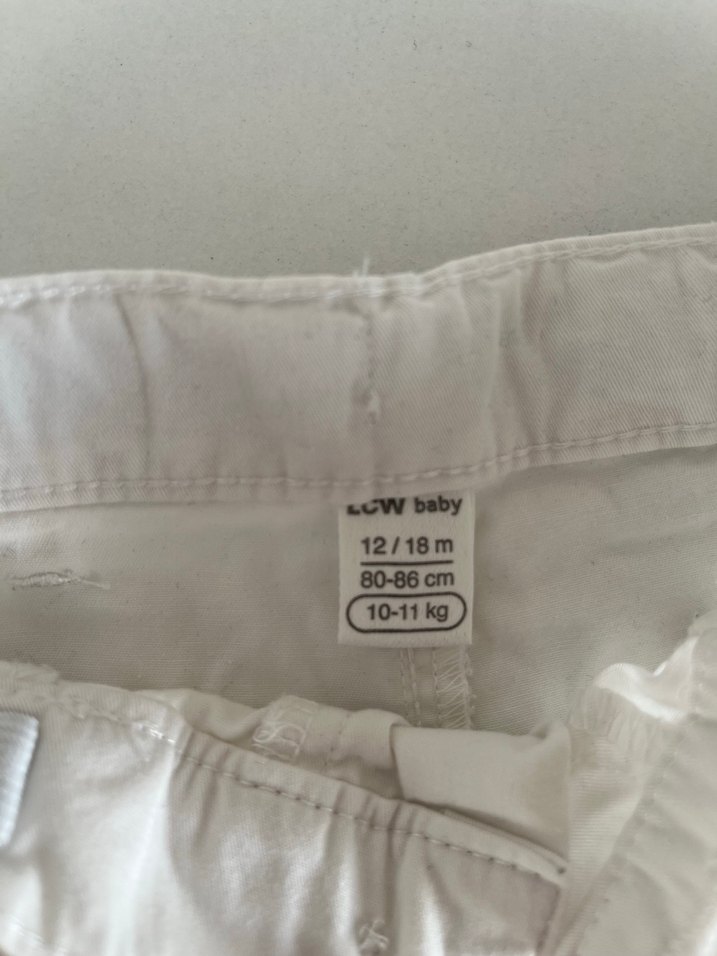 LCW baby
12 / 18 m
80-86 cm
10-11 kg